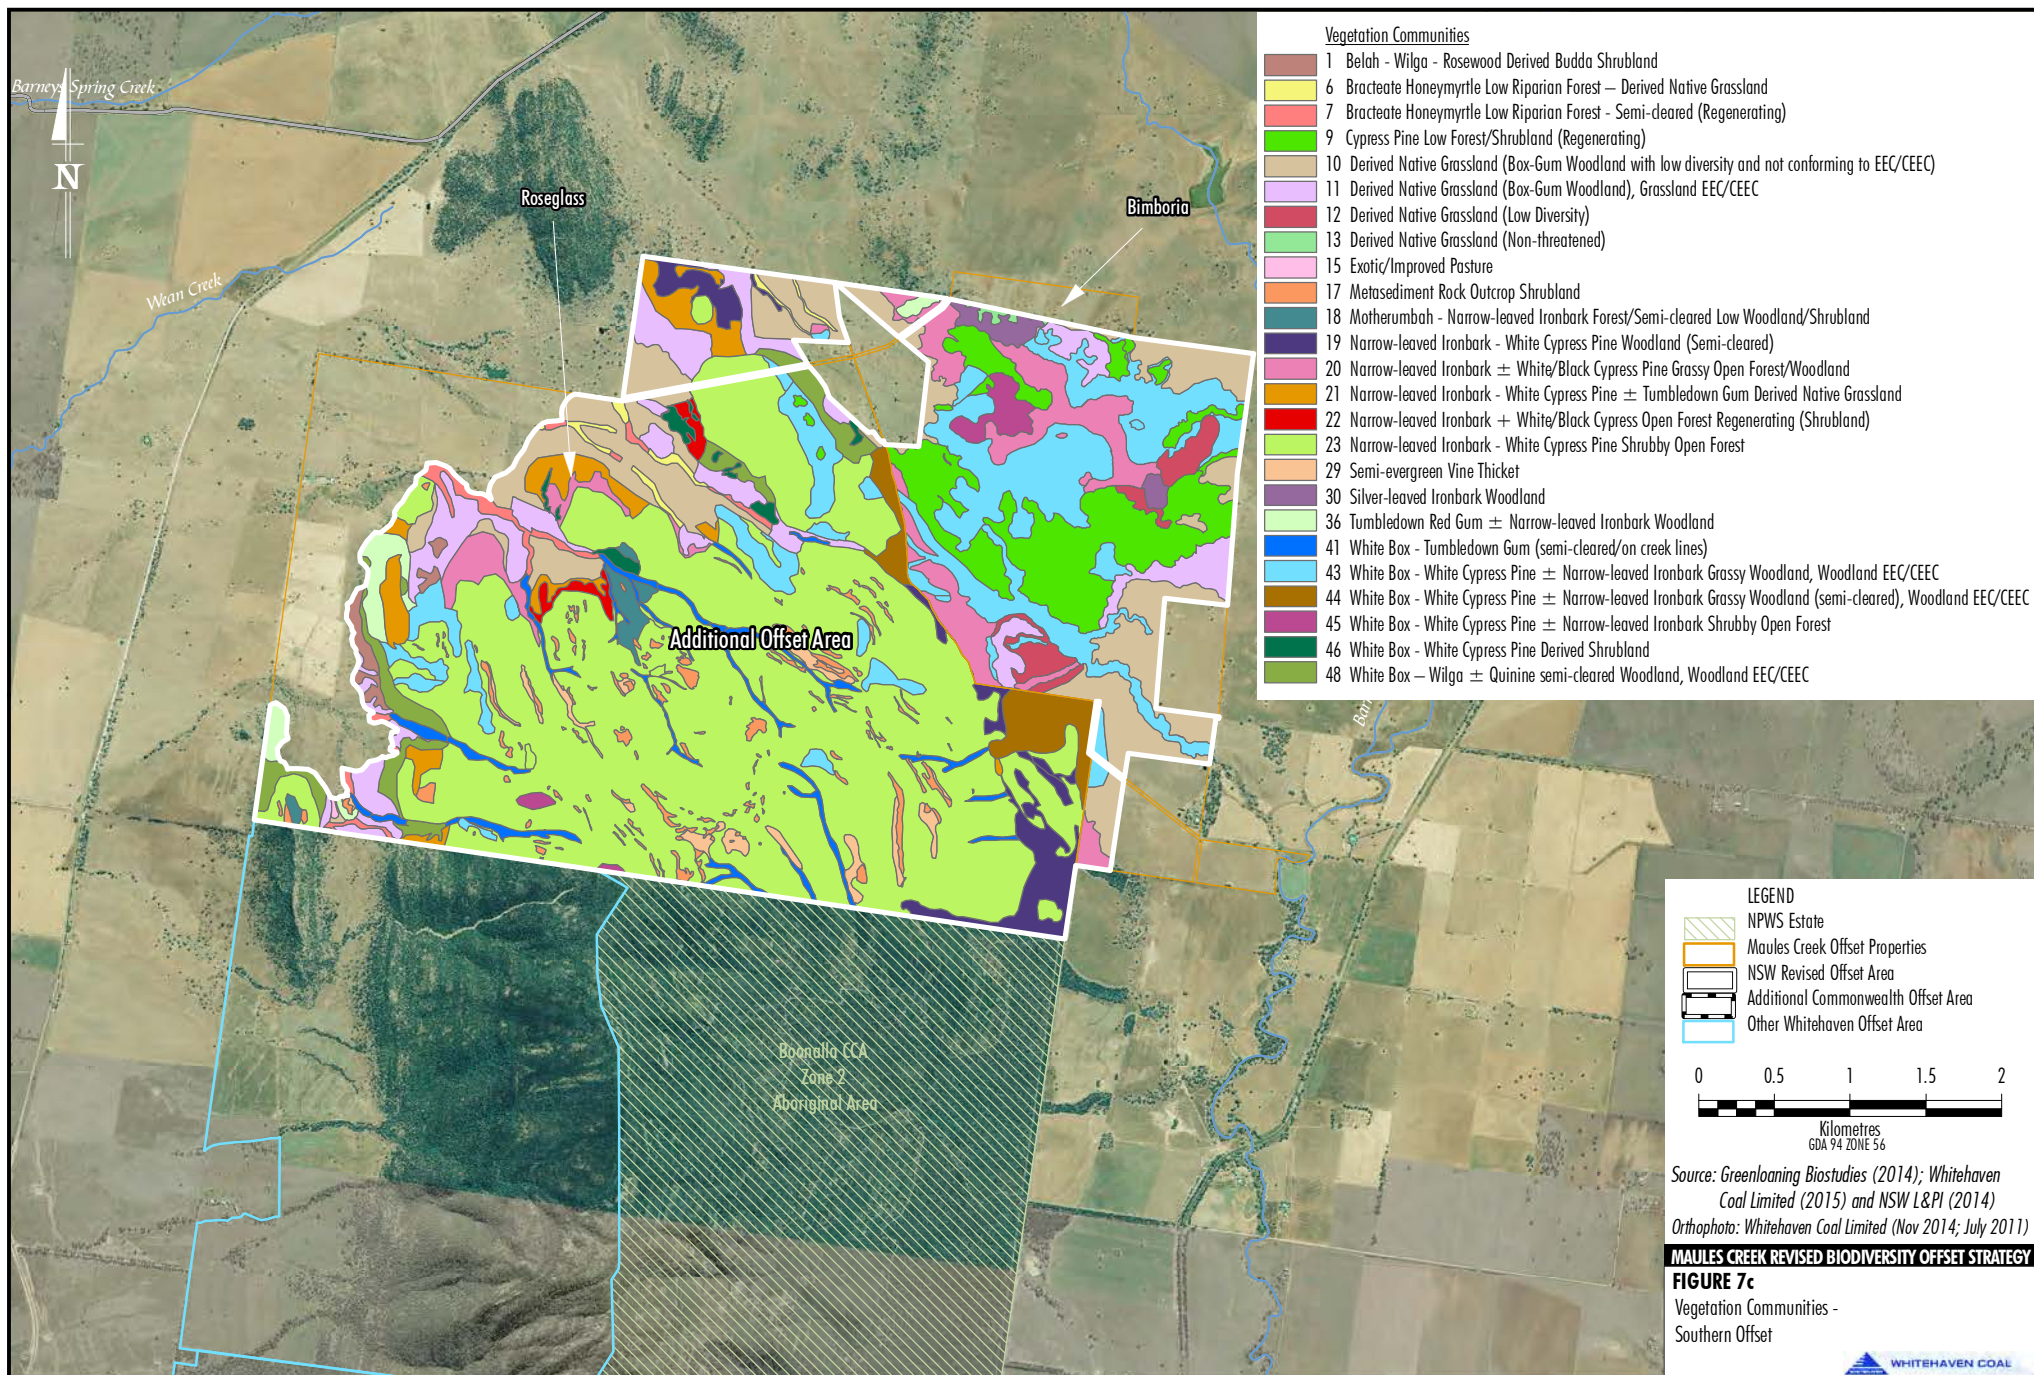 Barneys Spring Creek
N
Wean Creek
Roseglass
Bimboria
Additional Offset Area
Boonalla CCA
Zone 2
Aboriginal Area
Vegetation Communities
1 Belah - Wilga - Rosewood Derived Budda Shrubland
6 Bracteate Honeymyrtle Low Riparian Forest – Derived Native Grassland
7 Bracteate Honeymyrtle Low Riparian Forest - Semi-cleared (Regenerating)
9 Cypress Pine Low Forest/Shrubland (Regenerating)
10 Derived Native Grassland (Box-Gum Woodland with low diversity and not conforming to EEC/CEEC)
11 Derived Native Grassland (Box-Gum Woodland), Grassland EEC/CEEC
12 Derived Native Grassland (Low Diversity)
13 Derived Native Grassland (Non-threatened)
15 Exotic/Improved Pasture
17 Metasediment Rock Outcrop Shrubland
18 Motherumbah - Narrow-leaved Ironbark Forest/Semi-cleared Low Woodland/Shrubland
19 Narrow-leaved Ironbark - White Cypress Pine Woodland (Semi-cleared)
20 Narrow-leaved Ironbark ± White/Black Cypress Pine Grassy Open Forest/Woodland
21 Narrow-leaved Ironbark - White Cypress Pine ± Tumbledown Gum Derived Native Grassland
22 Narrow-leaved Ironbark + White/Black Cypress Open Forest Regenerating (Shrubland)
23 Narrow-leaved Ironbark - White Cypress Pine Shrubby Open Forest
29 Semi-evergreen Vine Thicket
30 Silver-leaved Ironbark Woodland
36 Tumbledown Red Gum ± Narrow-leaved Ironbark Woodland
41 White Box - Tumbledown Gum (semi-cleared/on creek lines)
43 White Box - White Cypress Pine ± Narrow-leaved Ironbark Grassy Woodland, Woodland EEC/CEEC
44 White Box - White Cypress Pine ± Narrow-leaved Ironbark Grassy Woodland (semi-cleared), Woodland EEC/CEEC
45 White Box - White Cypress Pine ± Narrow-leaved Ironbark Shrubby Open Forest
46 White Box - White Cypress Pine Derived Shrubland
48 White Box – Wilga ± Quinine semi-cleared Woodland, Woodland EEC/CEEC
LEGEND
NPWS Estate
Maules Creek Offset Properties
NSW Revised Offset Area
Additional Commonwealth Offset Area
Other Whitehaven Offset Area
0 0.5 1 1.5 2
Kilometres
GDA 94 ZONE 56
Source: Greenloaning Biostudies (2014); Whitehaven
Coal Limited (2015) and NSW L&PI (2014)
Orthophoto: Whitehaven Coal Limited (Nov 2014; July 2011)
MAULES CREEK REVISED BIODIVERSITY OFFSET STRATEGY
FIGURE 7c
Vegetation Communities -
Southern Offset
WHITEHAVEN COAL